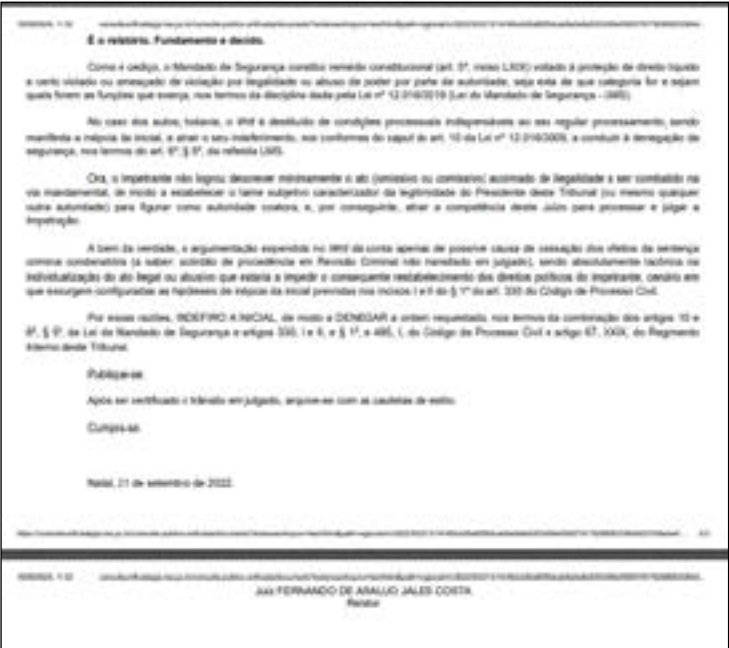 É o relatório. Fundamento e decido.
Como é cediço, o Mandado de Segurança constitui remédio constitucional (art. 5º, inciso LXIX) voltado à proteção de direito líquido
e certo violado ou ameaçado de violação por ilegalidade ou abuso de poder por parte de autoridade, seja esta de que categoria for e sejam
quais forem as funções que exerça, nos termos da disciplina dada pela Lei nº (Lei do Mandado de Segurança - LMS).
No caso dos autos, todavia, o WM é destituído de condições processuais indispensáveis ao seu regular processamento, sendo
manifesta a inépcia da inicial, a atrair o seu indeferimento, nos conformes do caput do art. 10 da Lei nº 12.016/2009, a conduzir à denegação da
segurança, nos termos do art. 6º, § 5º, da referida LMS.
Ora, o impetrante não logrou descrever minimamente o ato (omissivo ou comissivo) acoimado de ilegalidade a ser combatido na
via mandamental, de modo a estabelecer o liame subjetivo caracterizador da legitimidade do Presidente deste Tribunal (ou mesmo qualquer
outra autoridade) para figurar como autoridade coatora, e, por conseguinte, atrair a competência deste Juízo para processar e julgar a
impetração.
A bem da verdade, a argumentação expendida no WM dá conta apenas de possível causa de cessação dos efeitos da sentença
criminal condenatória (a saber: acórdão de procedência em Revisão Criminal não transitado em julgado), sendo absolutamente lacônica na
individualização do ato ilegal ou abusivo que estaria a impedir o consequente restabelecimento dos direitos políticos do impetrante, cenário em
que exsurgem configuradas as hipóteses de inépcia da inicial previstas nos incisos I e II do § 1º do art. 330 do Código de Processo Civil.
Por essas razões, INDEFIRO A INICIAL, de modo a DENEGAR a ordem requestada, nos termos da combinação dos artigos 10 e
6º, § 5º, da Lei do Mandado de Segurança e artigos 330, I e II, e § 1º, e 485, I, do Código de Processo Civil e artigo 67, XXIX, do Regimento
Interno deste Tribunal.
Publique-se.
Após ser certificado o trânsito em julgado, arquive-se com as cautelas de estilo.
Cumpra-se.
Natal, 21 de setembro de 2022.
Juiz FERNANDO DE ARAUJO JALES COSTA
Relator